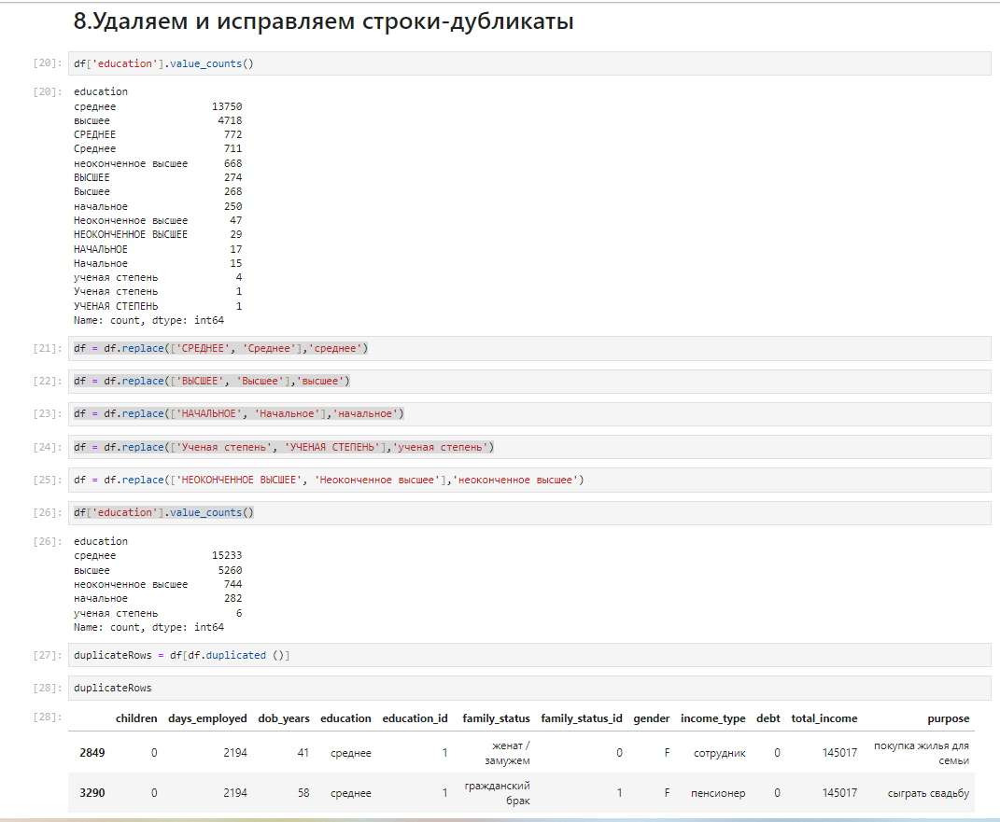 8.Удаляем и исправляем строки-дубликаты
[20]: df['education'].value_counts()
[20]: education
среднее 13750
высшее 4718
СРЕДНЕЕ 772
Среднее 711
неоконченное высшее 668
ВЫСШЕЕ 274
Высшее 268
начальное 250
Неоконченное высшее 47
НЕОКОНЧЕННОЕ ВЫСШЕЕ 29
НАЧАЛЬНОЕ 17
Начальное 15
ученая степень 4
Ученая степень 1
УЧЕНАЯ СТЕПЕНЬ 1
Name: count, dtype: int64
[21]: df = df.replace(['СРЕДНЕЕ', 'Среднее'],'среднее')
[22]: df = df.replace(['ВЫСШЕЕ', 'Высшее'],'высшее')
[23]: df = df.replace(['НАЧАЛЬНОЕ', 'Начальное'],'начальное')
[24]: df = df.replace(['Ученая степень', 'УЧЕНАЯ СТЕПЕНЬ'],'ученая степень')
[25]: df = df.replace(['НЕОКОНЧЕННОЕ ВЫСШЕЕ', 'Неоконченное высшее'],'неоконченное высшее')
[26]: df['education'].value_counts()
[26]: education
среднее 15233
высшее 5260
неоконченное высшее 744
начальное 282
ученая степень 6
Name: count, dtype: int64
[27]: duplicateRows = df[df.duplicated ()]
[28]: duplicateRows
[28]: children days_employed dob_years education education_id family_status family_status_id gender income_type debt total_income purpose
2849 0 2194 41 среднее 1 женат / замужем 0 F сотрудник 0 145017 покупка жилья для семьи
3290 0 2194 58 среднее 1 гражданский брак 1 F пенсионер 0 145017 сыграть свадьбу